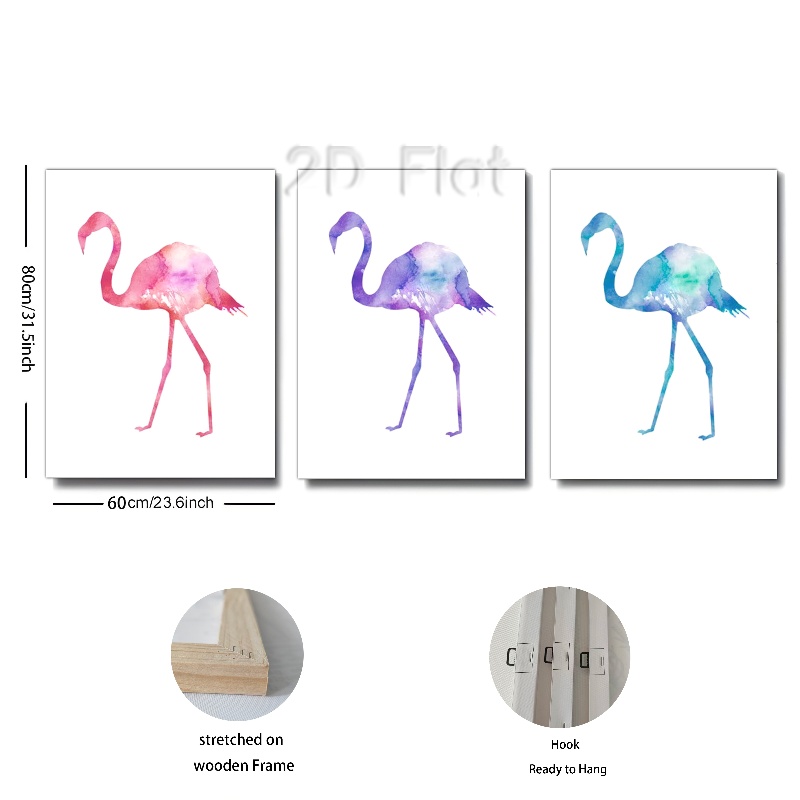 2D Flat
80cm/31.5inch
60cm/23.6inch
stretched on
wooden Frame
Hook
Ready to Hang